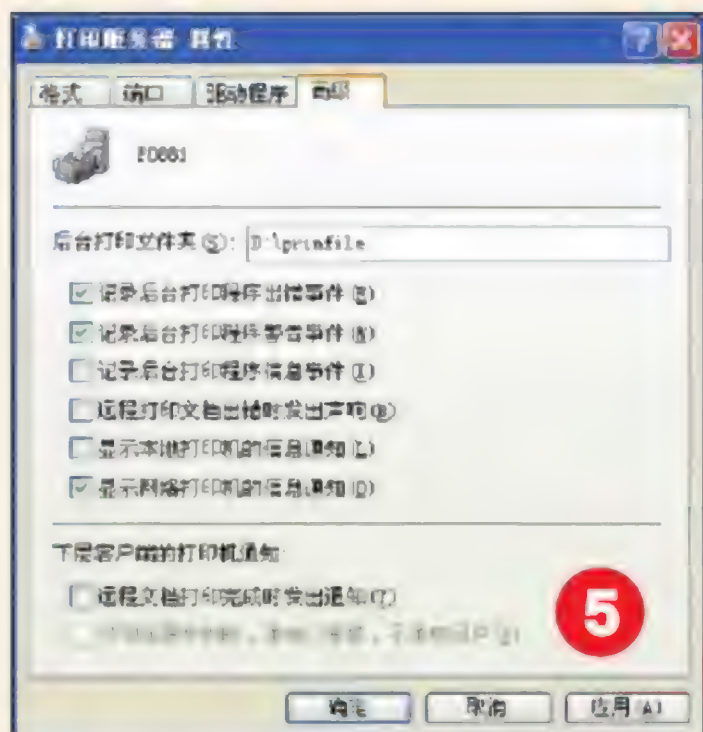 打印服务器 属性
格式 端口 驱动程序 高级
后台打印文件夹(S): D:\prinfile
记录后台打印程序出错事件(E)
记录后台打印程序警告事件(W)
记录后台打印程序信息事件(I)
远程打印文档出错时发出声响(B)
显示本地打印机的信息通知(L)
显示网络打印机的信息通知(O)
下层客户端的打印机通知
远程文档打印完成时发出通知(T)
5
确定 取消 应用(A)